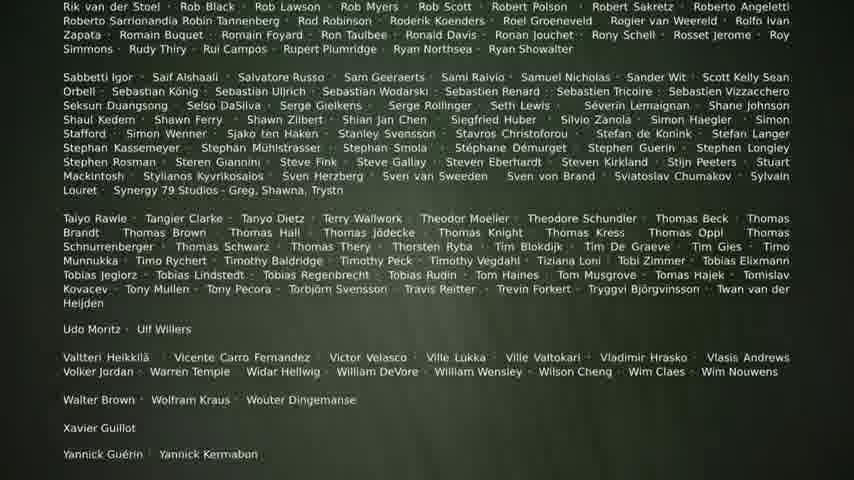 Rik van der Stoel · Rob Black · Rob Lawson · Rob Myers · Rob Scott · Robert Polson · Robert Sakretz · Roberto Angeletti
Roberto Sarrionandia Robin Tannenberg · Rod Robinson · Roderik Koenders · Roel Groeneveld · Rogier van Weereld · Rolfo Ivan
Zapata · Romain Buquet · Romain Foyard · Ron Taulbee · Ronald Davis · Ronan Jouchet · Rony Schell · Rosset Jerome · Roy
Simmons · Rudy Thiry · Rui Campos · Rupert Plumridge · Ryan Northsea · Ryan Showalter
Sabbetti Igor · Saif Alshaali · Salvatore Russo · Sam Geeraerts · Sami Raivio · Samuel Nicholas · Sander Wit · Scott Kelly Sean
Orbell · Sebastian König · Sebastian Ullrich · Sebastian Wodarski · Sebastien Renard · Sebastien Tricoire · Sebastien Vizzacchero
Seksun Duangsong · Selso DaSilva · Serge Gielkens · Serge Rollinger · Seth Lewis · Séverin Lemaignan · Shane Johnson
Shaul Kedem · Shawn Ferry · Shawn Zilbert · Shian Jan Chen · Siegfried Huber · Silvio Zanola · Simon Haegler · Simon
Stafford · Simon Wenner · Sjako ten Haken · Stanley Svensson · Stavros Christoforou · Stefan de Konink · Stefan Langer
Stephan Kassemeyer · Stephan Mühlstrasser · Stephan Smola · Stéphane Démurget · Stephen Guerin · Stephen Longley
Stephen Rosman · Steren Giannini · Steve Fink · Steve Gallay · Steven Eberhardt · Steven Kirkland · Stijn Peeters · Stuart
Mackintosh · Stylianos Kyvrikosaios · Sven Herzberg · Sven van Sweeden · Sven von Brand · Sviatoslav Chumakov · Sylvain
Louret · Synergy 79 Studios - Greg, Shawna, Trystn
Taiyo Rawle · Tangier Clarke · Tanyo Dietz · Terry Wallwork · Theodor Moeller · Theodore Schundler · Thomas Beck · Thomas
Brandt · Thomas Brown · Thomas Hall · Thomas Jödecke · Thomas Knight · Thomas Kress · Thomas Oppl · Thomas
Schnurrenberger · Thomas Schwarz · Thomas Thery · Thorsten Ryba · Tim Blokdijk · Tim De Graeve · Tim Gies · Timo
Munnukka · Timo Rychert · Timothy Baldridge · Timothy Peck · Timothy Vegdahl · Tiziana Loni · Tobi Zimmer · Tobias Elixmann
Tobias Jeglorz · Tobias Lindstedt · Tobias Regenbrecht · Tobias Rudin · Tom Haines · Tom Musgrove · Tomas Hajek · Tomislav
Kovacev · Tony Mullen · Tony Pecora · Torbjörn Svensson · Travis Reitter · Trevin Forkert · Tryggvi Björgvinsson · Twan van der
Heijden
Udo Moritz · Ulf Willers
Valtteri Heikkilä · Vicente Carro Fernandez · Victor Velasco · Ville Lukka · Ville Valtokari · Vladimir Hrasko · Vlasis Andrews
Volker Jordan · Warren Temple · Widar Hellwig · William DeVore · William Wensley · Wilson Cheng · Wim Claes · Wim Nouwens
Walter Brown · Wolfram Kraus · Wouter Dingemanse
Xavier Guillot
Yannick Guérin · Yannick Kermabon